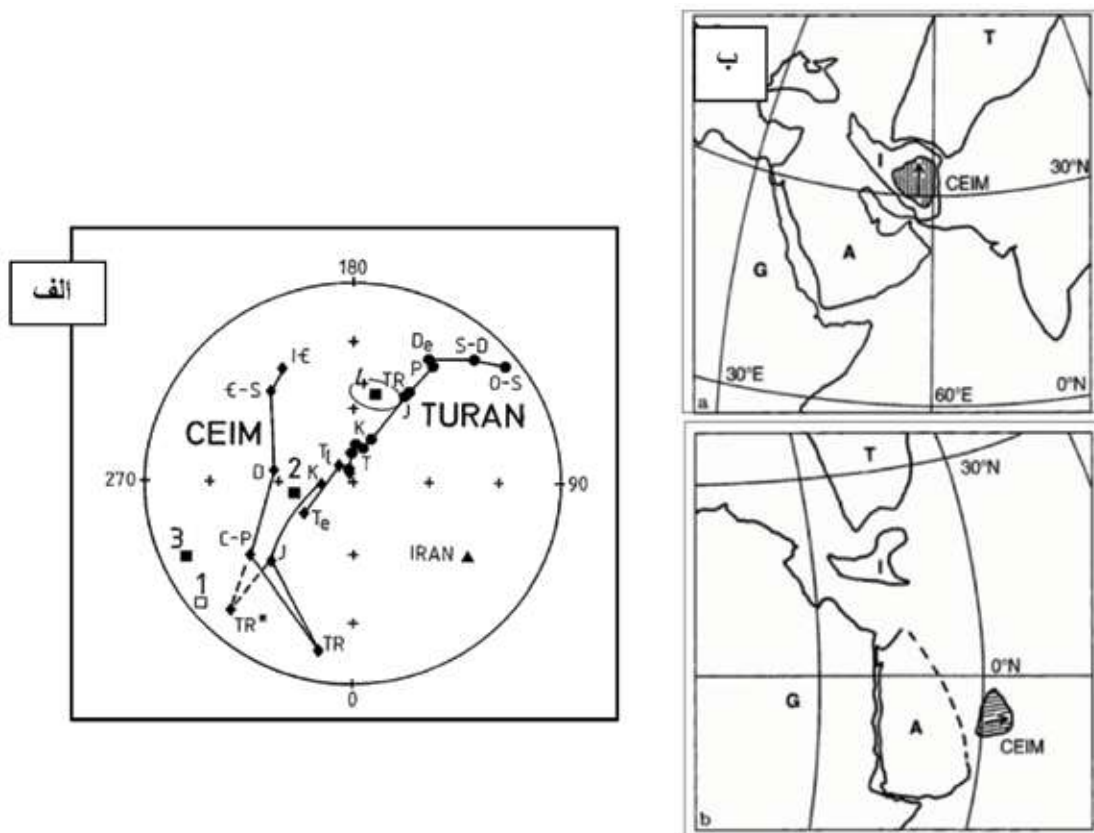 الف
180
I-Є
Є-S
CEIM
D
270
C-P
3
1
TR*
2
K
T₁
Tₑ
J
TR
0
4-TR
De
P
S-D
O-S
J
TURAN
K
T
90
IRAN
ب
T
I
CEIM
30°N
A
G
30°E
60°E
0°N
a
T
30°N
I
0°N
G
A
CEIM
b